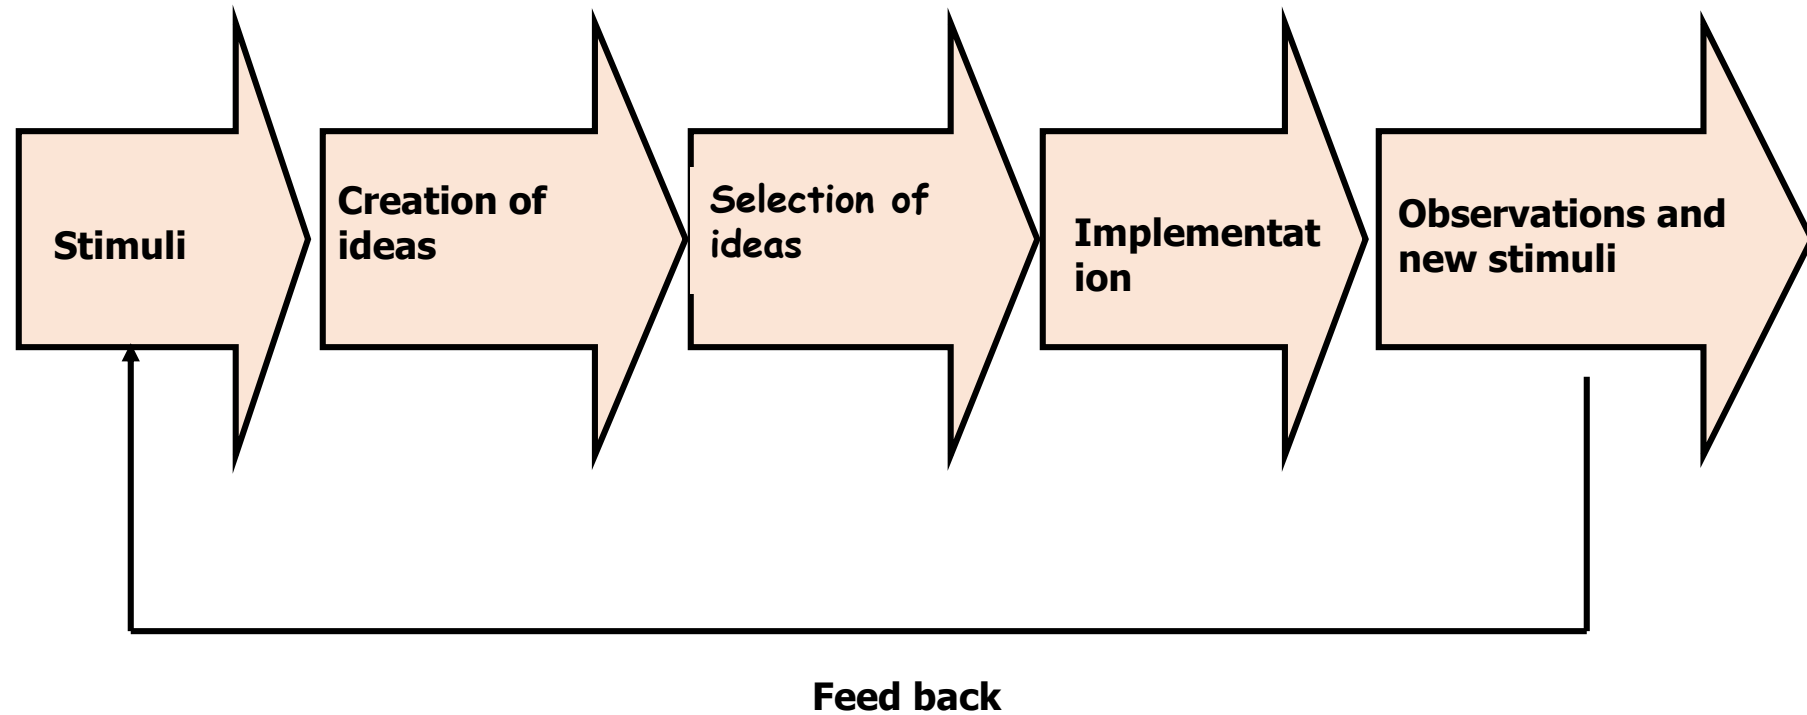 Stimuli
Creation of
ideas
Selection of
ideas
Implementat
ion
Observations and
new stimuli
Feed back